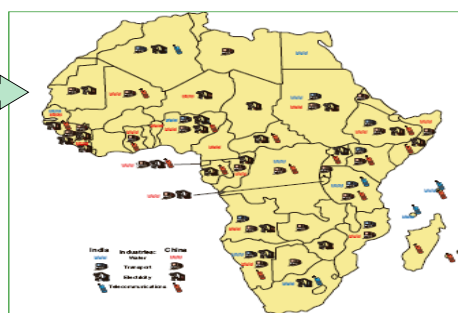 India Industries: China
Water
Transport
Electricity
Telecommunications